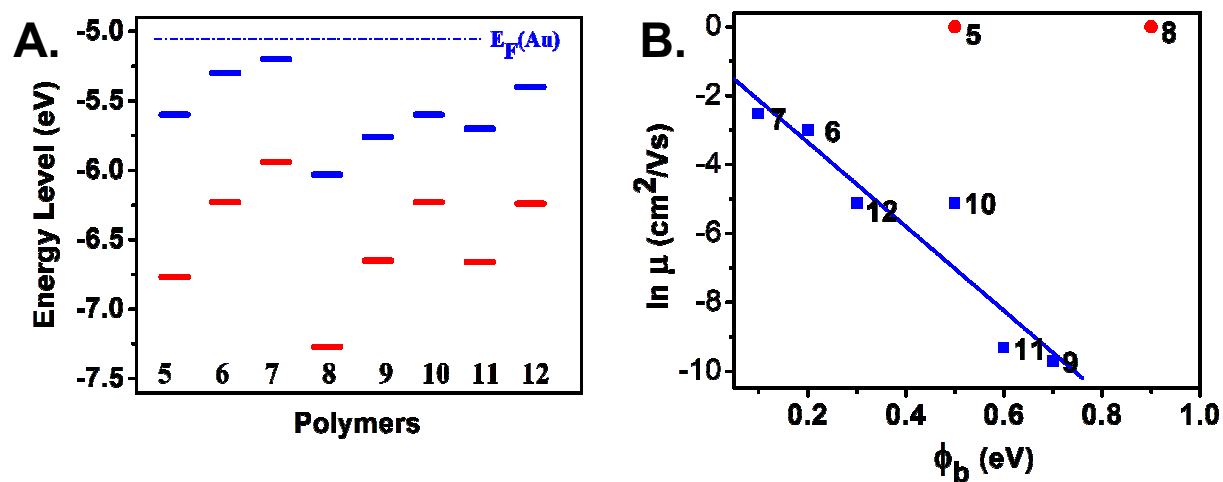 A.
Energy Level (eV)
-5.0
-5.5
-6.0
-6.5
-7.0
-7.5
E_F(Au)
5 6 7 8 9 10 11 12
Polymers
B.
ln μ (cm²/Vs)
0
-2
-4
-6
-8
-10
5
8
7
6
12
10
11
9
0.2 0.4 0.6 0.8 1.0
ϕ_b (eV)